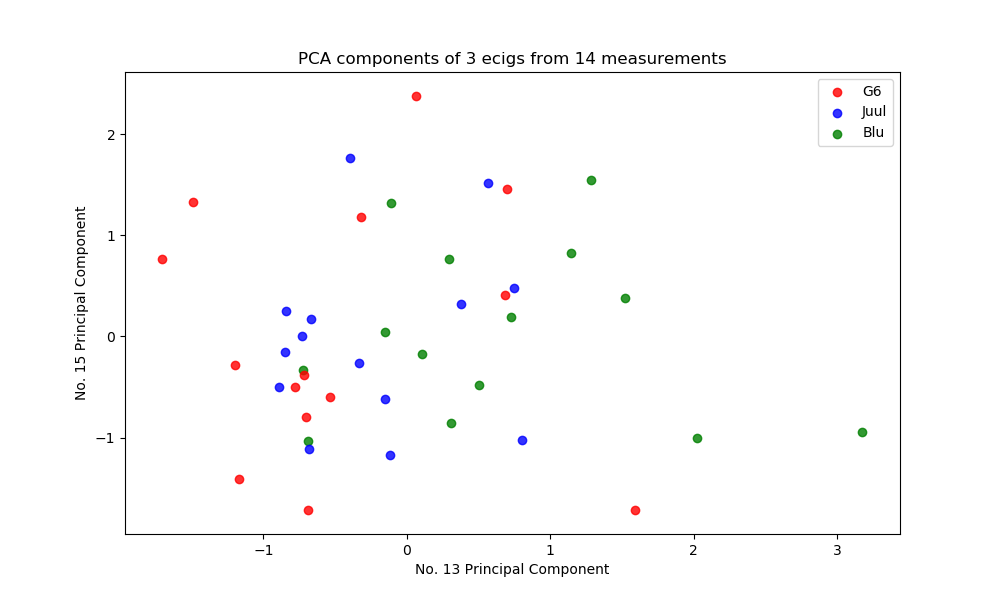 PCA components of 3 ecigs from 14 measurements
G6
Juul
Blu
2
1
0
−1
No. 15 Principal Component
−1
0
1
2
3
No. 13 Principal Component